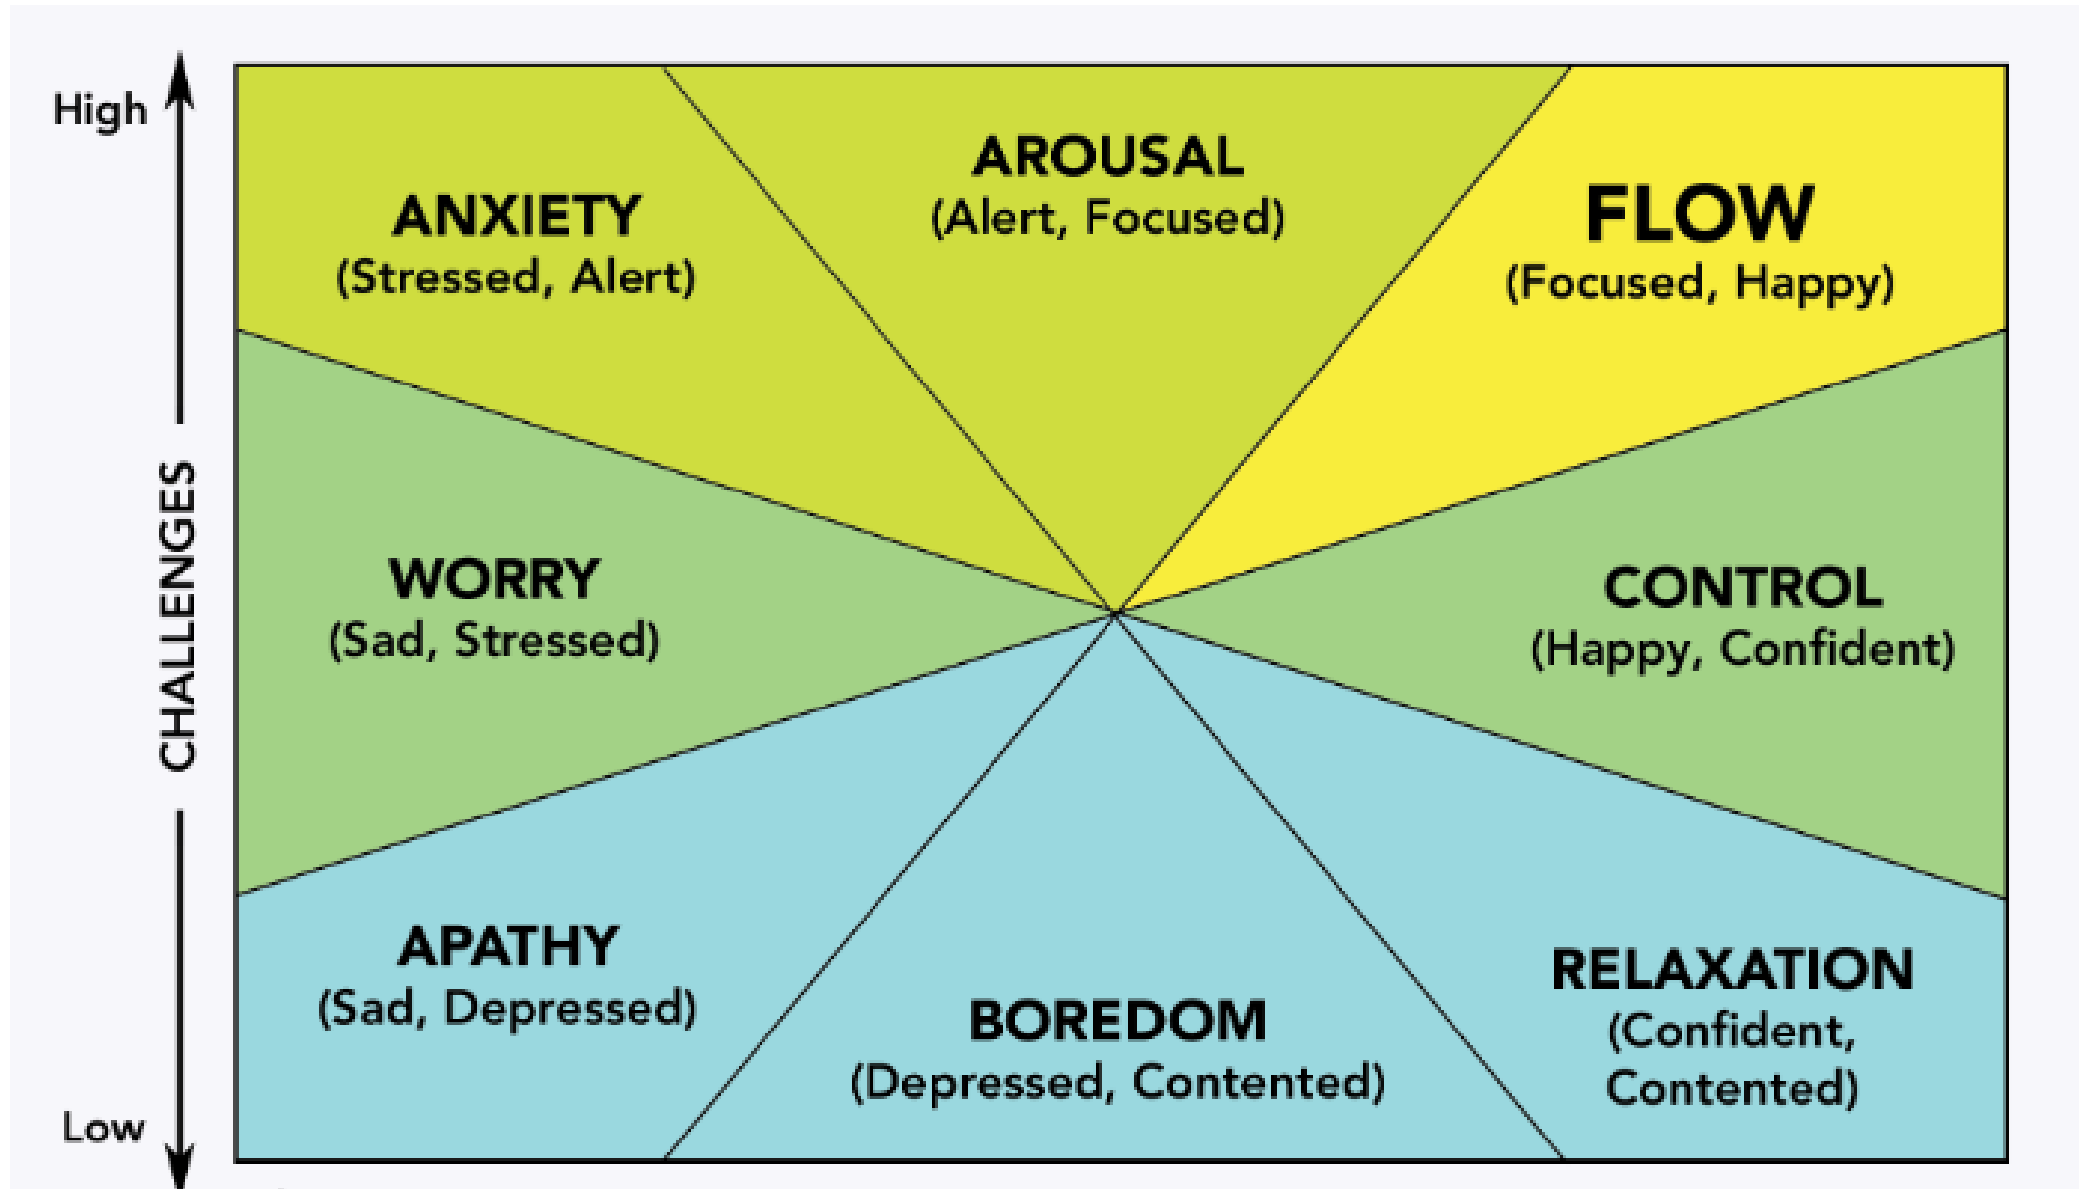 High
AROUSAL
(Alert, Focused)
ANXIETY
(Stressed, Alert)
FLOW
(Focused, Happy)
CHALLENGES
WORRY
(Sad, Stressed)
CONTROL
(Happy, Confident)
APATHY
(Sad, Depressed)
BOREDOM
(Depressed, Contented)
RELAXATION
(Confident,
Contented)
Low